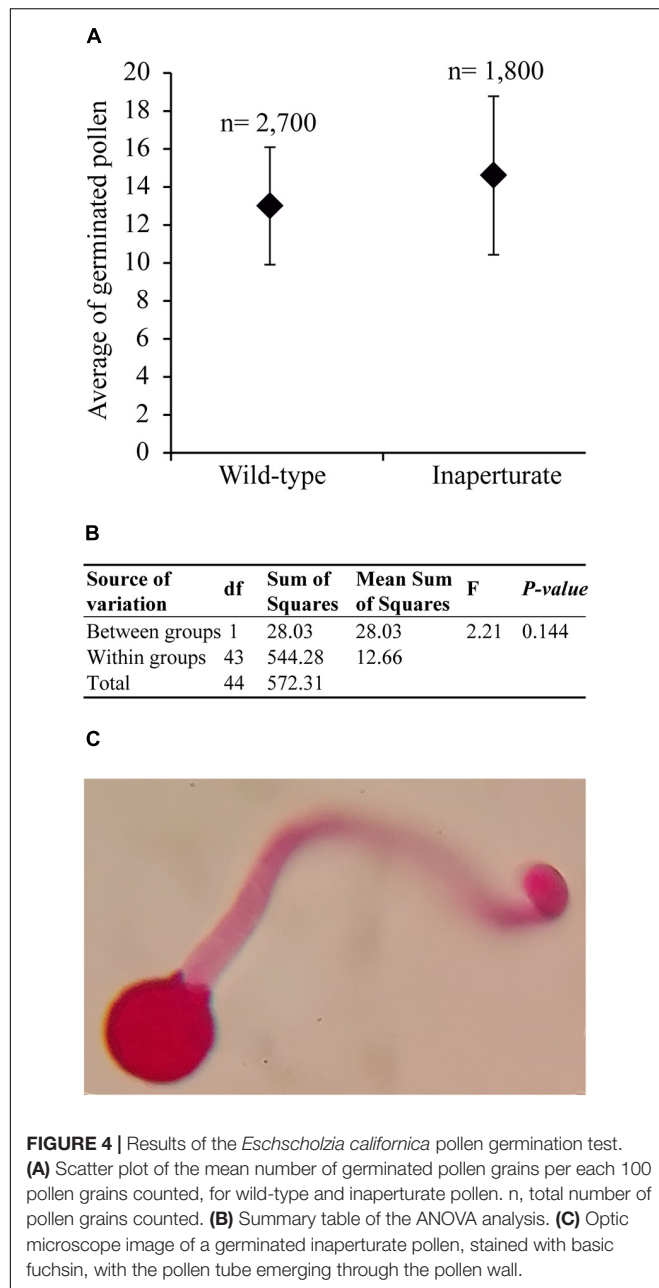 A
n= 2,700
n= 1,800
Average of germinated pollen
20
18
16
14
12
10
8
6
4
2
0
Wild-type Inaperturate
B
Source of variation df Sum of Squares Mean Sum of Squares F P-value
Between groups 1 28.03 28.03 2.21 0.144
Within groups 43 544.28 12.66
Total 44 572.31
C
FIGURE 4 | Results of the Eschscholzia californica pollen germination test.
(A) Scatter plot of the mean number of germinated pollen grains per each 100
pollen grains counted, for wild-type and inaperturate pollen. n, total number of
pollen grains counted. (B) Summary table of the ANOVA analysis. (C) Optic
microscope image of a germinated inaperturate pollen, stained with basic
fuchsin, with the pollen tube emerging through the pollen wall.